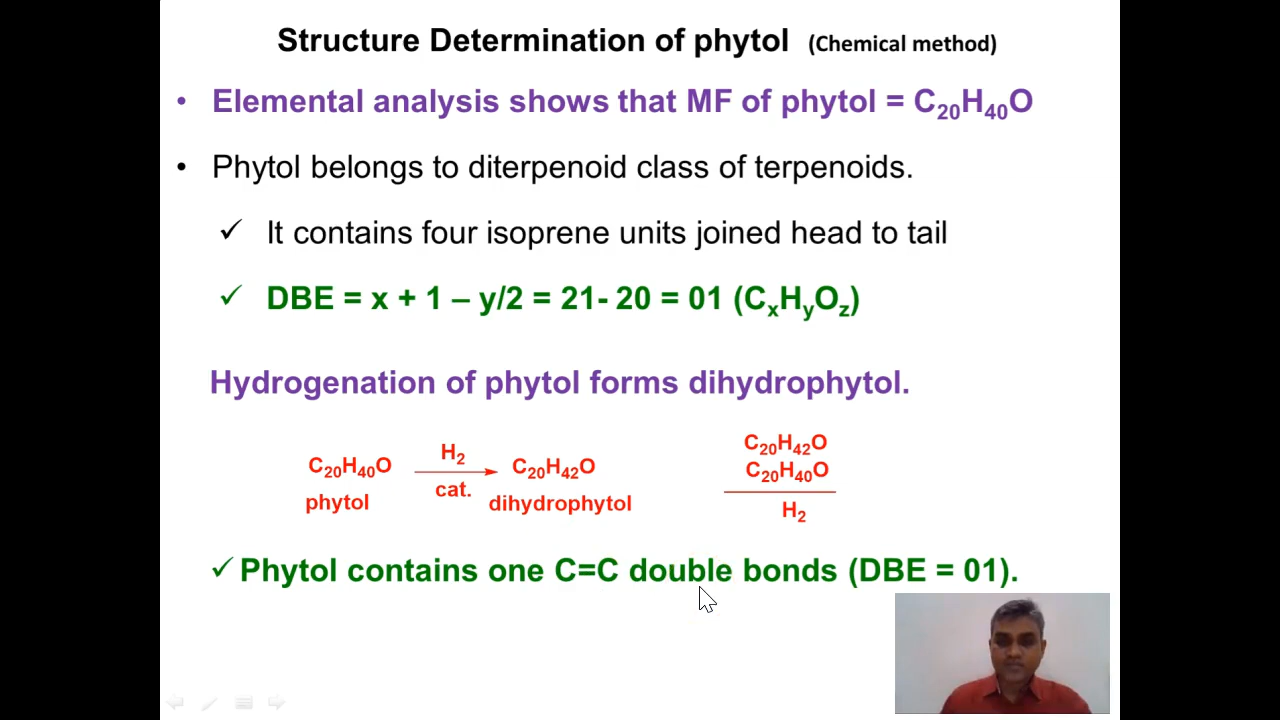 Structure Determination of phytol (Chemical method)
• Elemental analysis shows that MF of phytol = C₂₀H₄₀O
• Phytol belongs to diterpenoid class of terpenoids.
✓ It contains four isoprene units joined head to tail
✓ DBE = x + 1 – y/2 = 21- 20 = 01 (CₓHᵧO_z)
Hydrogenation of phytol forms dihydrophytol.
C₂₀H₄₀O H₂ cat. C₂₀H₄₂O
phytol dihydrophytol
C₂₀H₄₂O
C₂₀H₄₀O
H₂
✓ Phytol contains one C=C double bonds (DBE = 01).